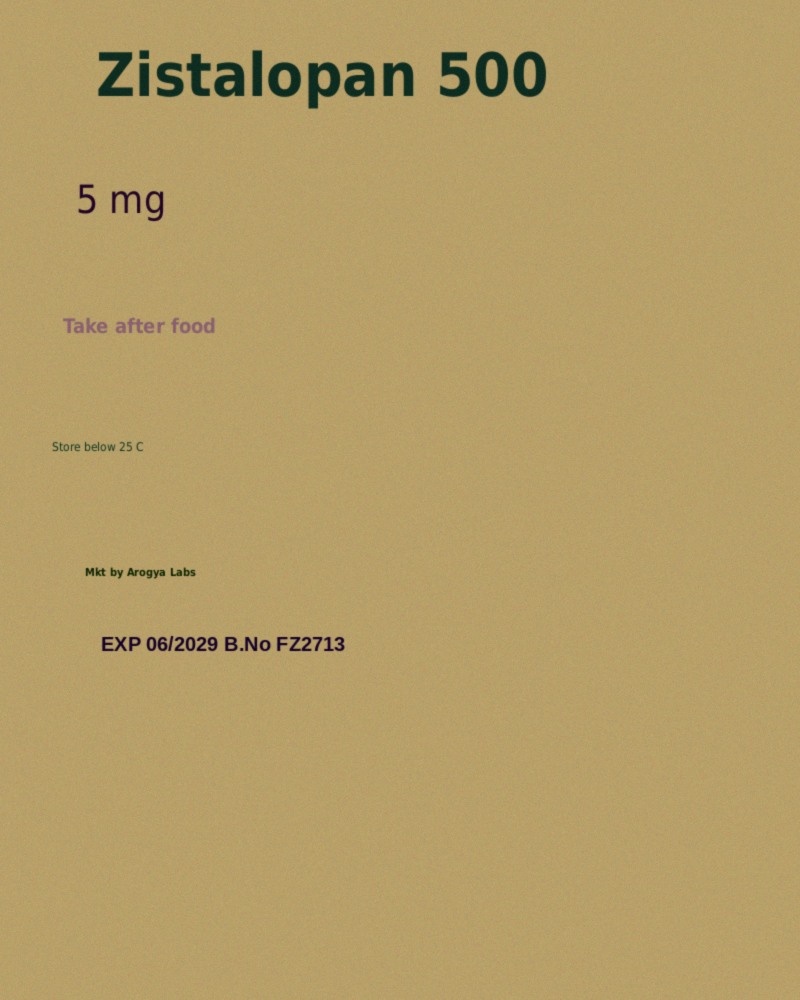 Zistalopan 500
5 mg
Take after food
Store below 25 C
Mkt by Arogya Labs
EXP 06/2029 B.No FZ2713